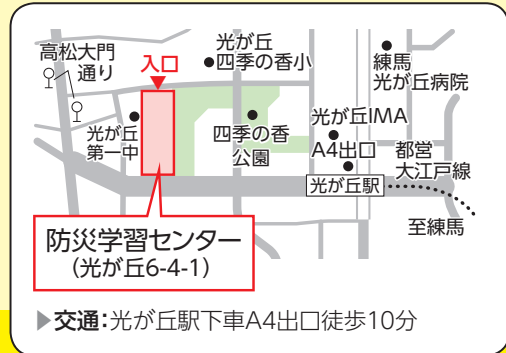 高松大門
通り
入口
光が丘
四季の香小
練馬
光が丘病院
光が丘
第一中
四季の香
公園
光が丘IMA
A4出口
都営
大江戸線
光が丘駅
至練馬
防災学習センター
(光が丘6-4-1)
▶交通:光が丘駅下車A4出口徒歩10分